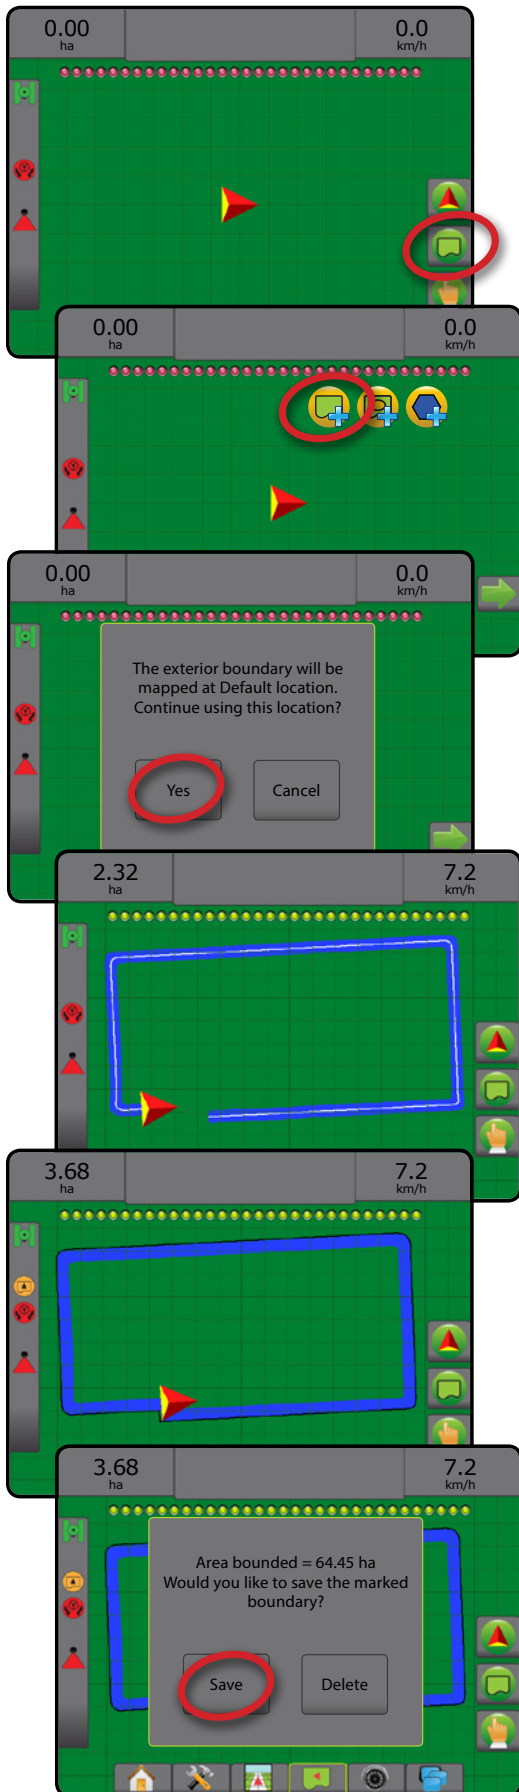 0.00
ha
0.0
km/h
0.00
ha
0.0
km/h
0.00
ha
0.0
km/h
The exterior boundary will be
mapped at Default location.
Continue using this location?
Yes
Cancel
2.32
ha
7.2
km/h
3.68
ha
7.2
km/h
3.68
ha
7.2
km/h
Area bounded = 64.45 ha
Would you like to save the marked
boundary?
Save
Delete